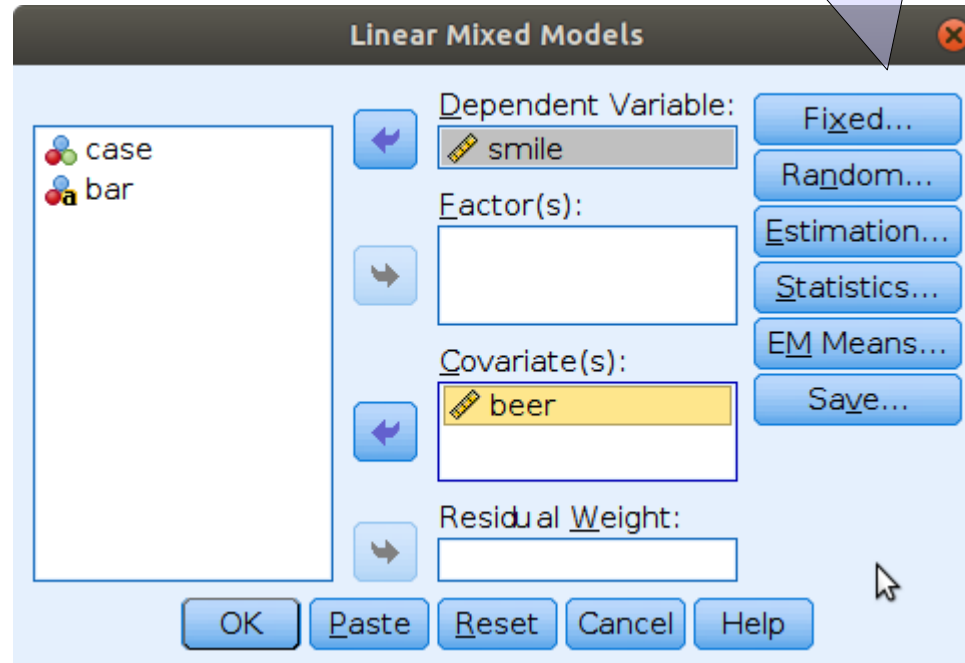 Linear Mixed Models
case
bar
Dependent Variable:
smile
Factor(s):
Covariate(s):
beer
Residual Weight:
Fixed...
Random...
Estimation...
Statistics...
EM Means...
Save...
OK
Paste
Reset
Cancel
Help